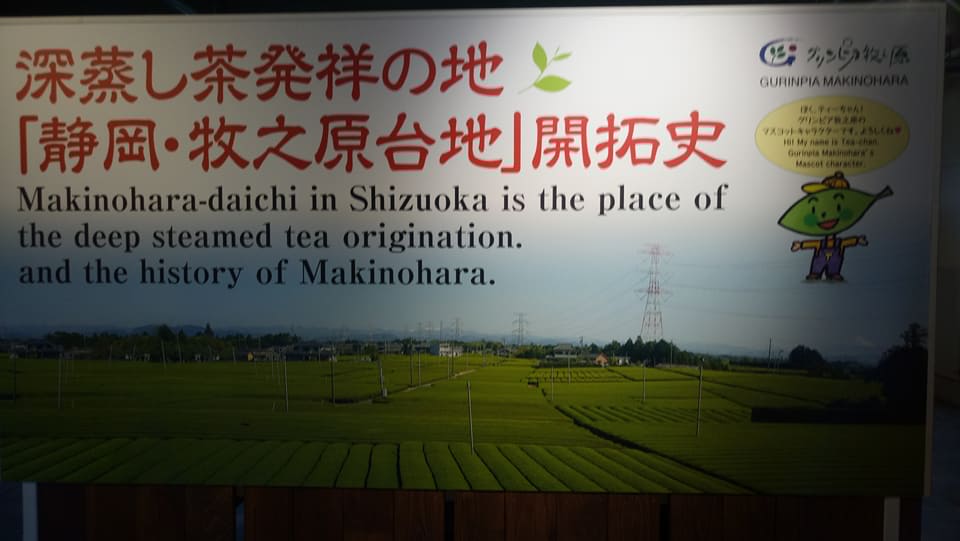 深蒸し茶発祥の地
「静岡・牧之原台地」開拓史
Makinohara-daichi in Shizuoka is the place of
the deep steamed tea origination.
and the history of Makinohara.
グリンピア牧之原
GURINPIA MAKINOHARA
ぼく、ティーちゃん!
グリンピア牧之原の
マスコットキャラクターです。よろしくね♥
Hi! My name is Tea-chan.
Gurinpia Makinohara's
Mascot character.